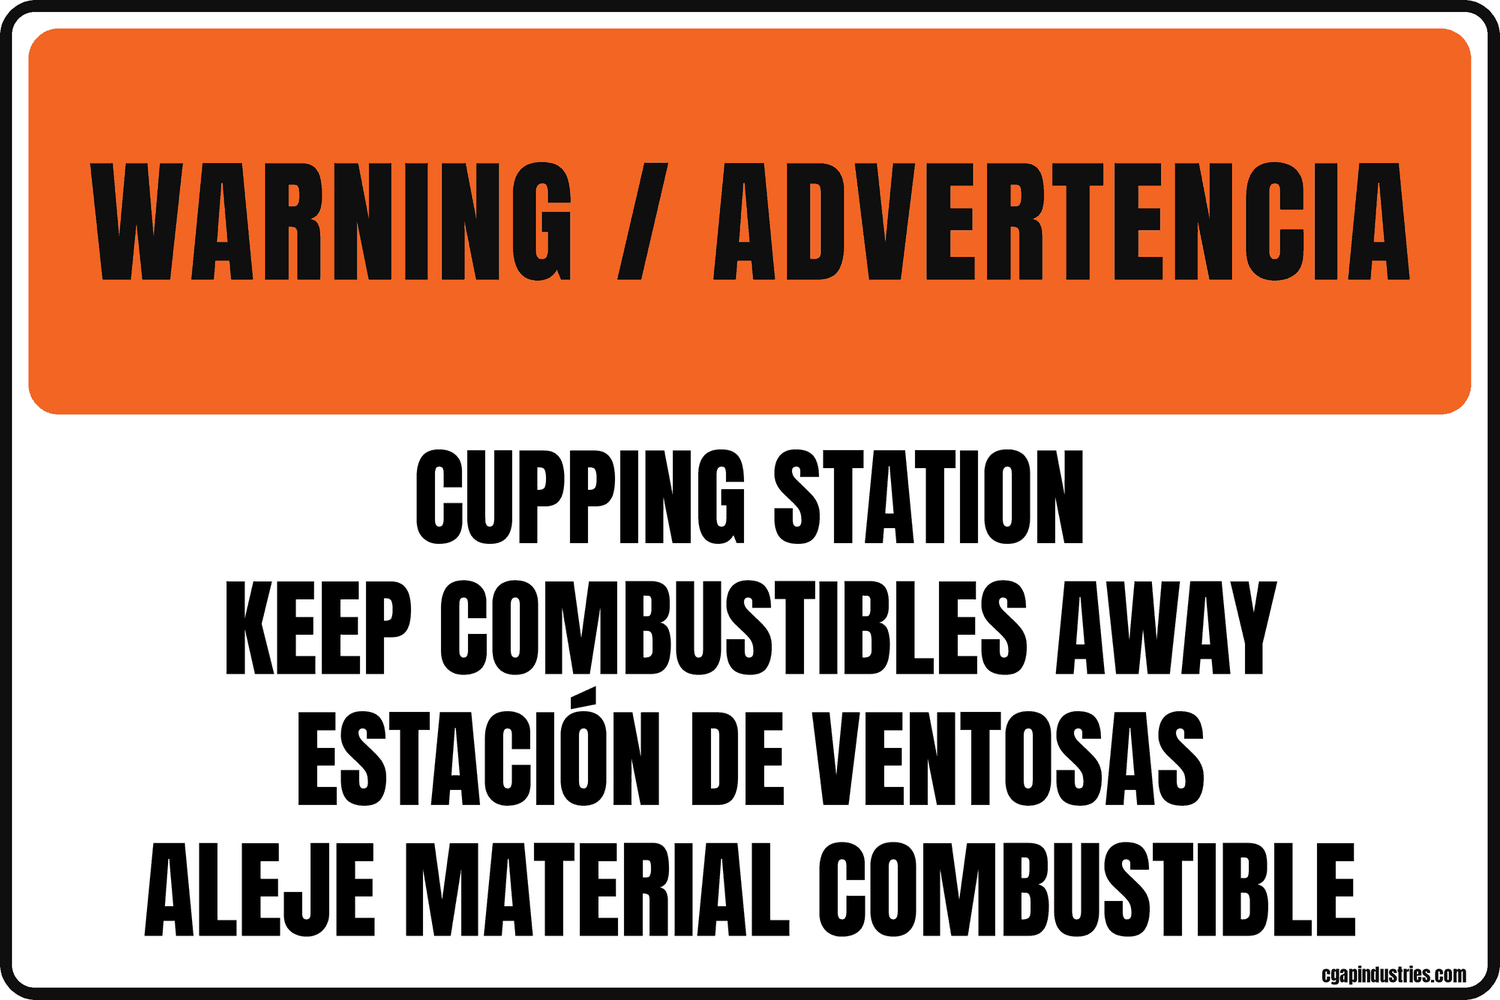 WARNING / ADVERTENCIA
CUPPING STATION
KEEP COMBUSTIBLES AWAY
ESTACIÓN DE VENTOSAS
ALEJE MATERIAL COMBUSTIBLE
cgapindustries.com